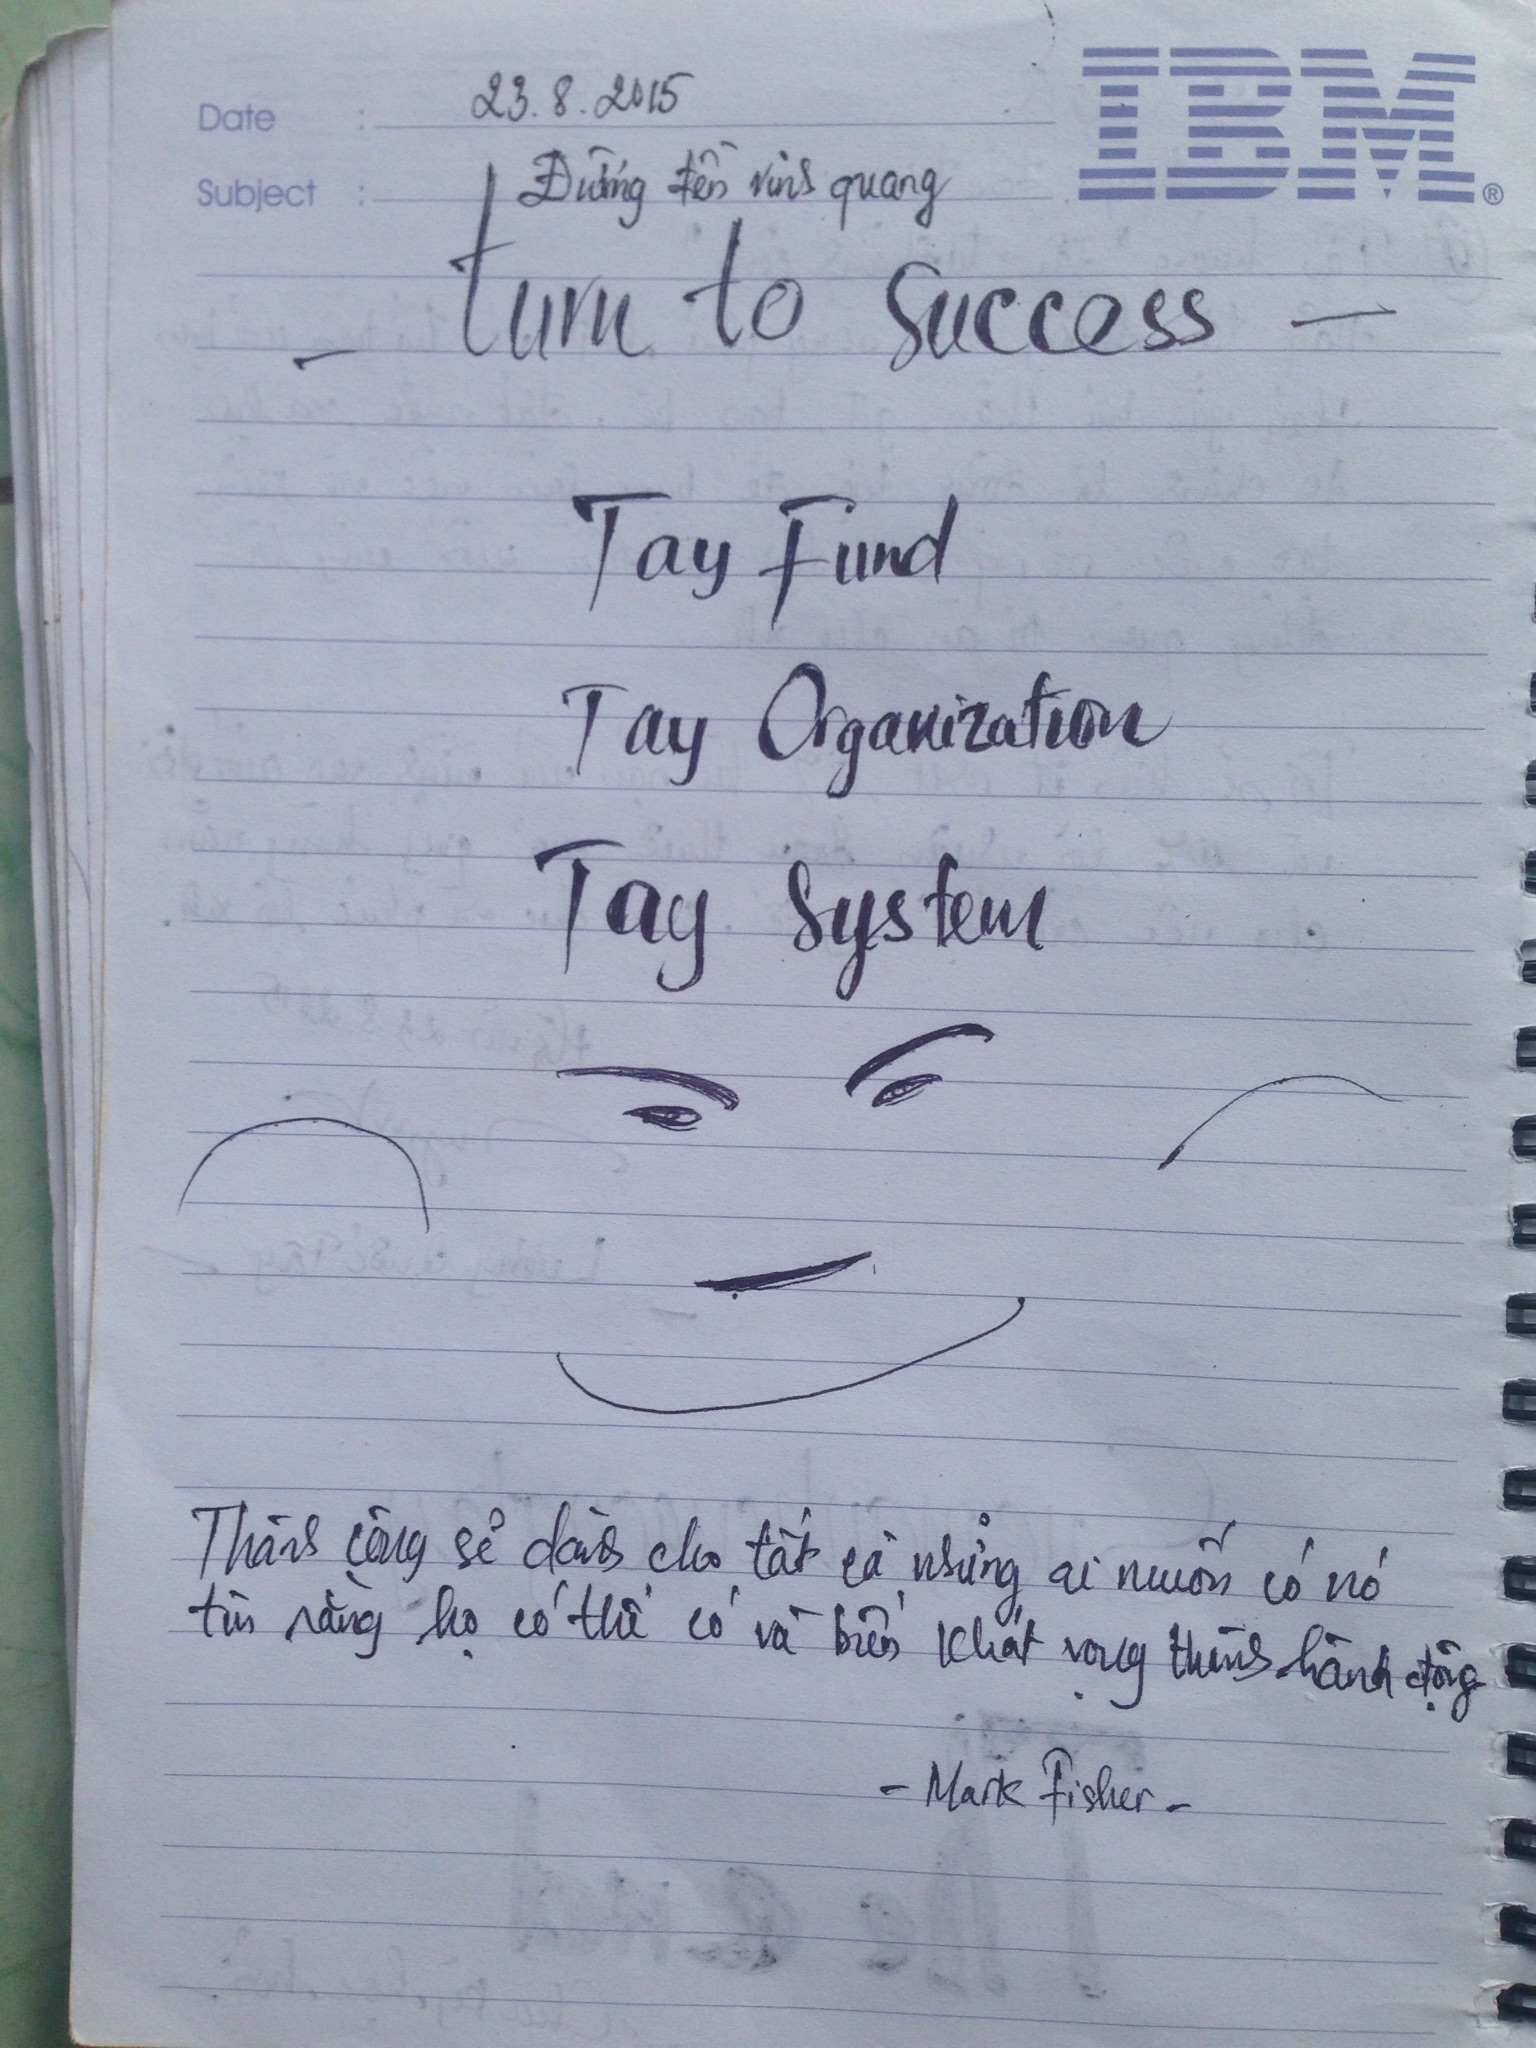 IBM®
Date : 23.8.2015
Subject : Đường đến vinh quang
_ turn to success _
Tay Fund
Tay Organization
Tay System
Thành công sẽ dành cho tất cả những ai muốn có nó
tin rằng họ có thể có và biến khát vọng thành hành động
- Mark Fisher -